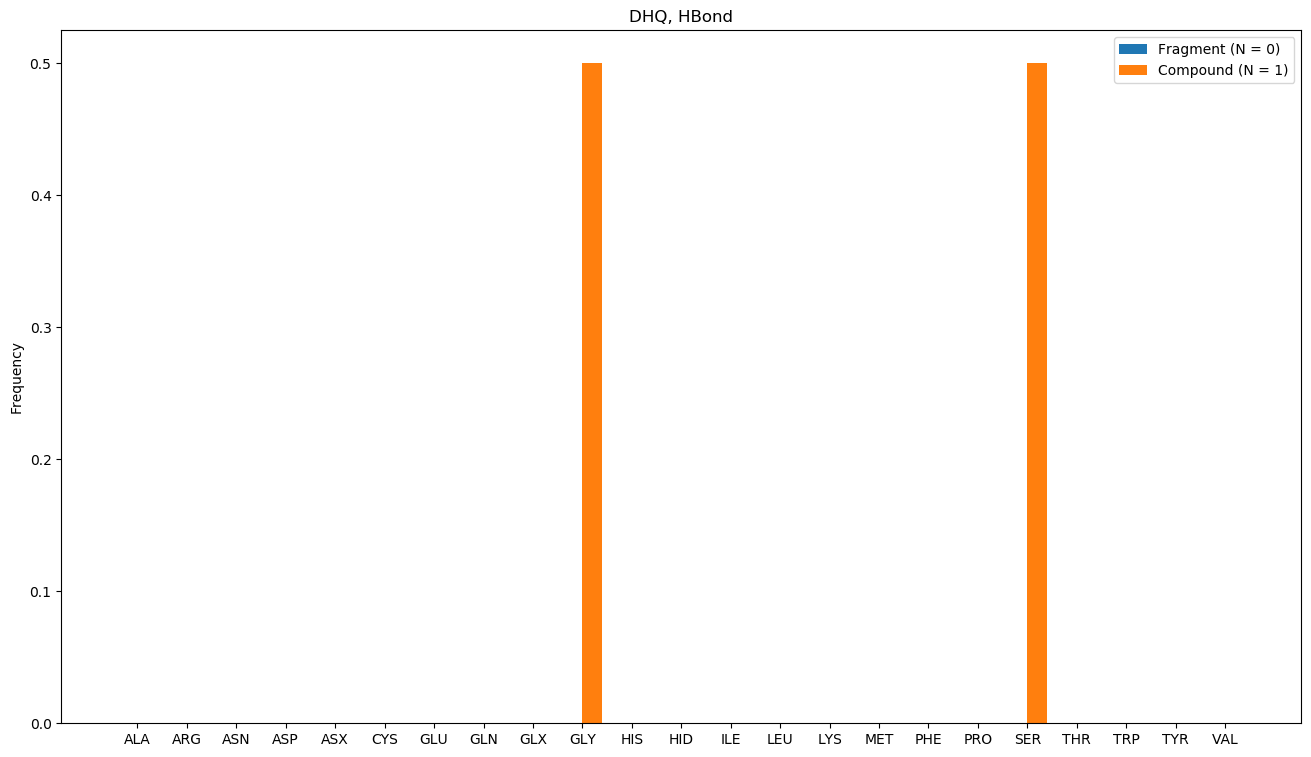 DHQ, HBond
Fragment (N = 0)
Compound (N = 1)
Frequency
0.5
0.4
0.3
0.2
0.1
0.0
ALA ARG ASN ASP ASX CYS GLU GLN GLX GLY HIS HID ILE LEU LYS MET PHE PRO SER THR TRP TYR VAL